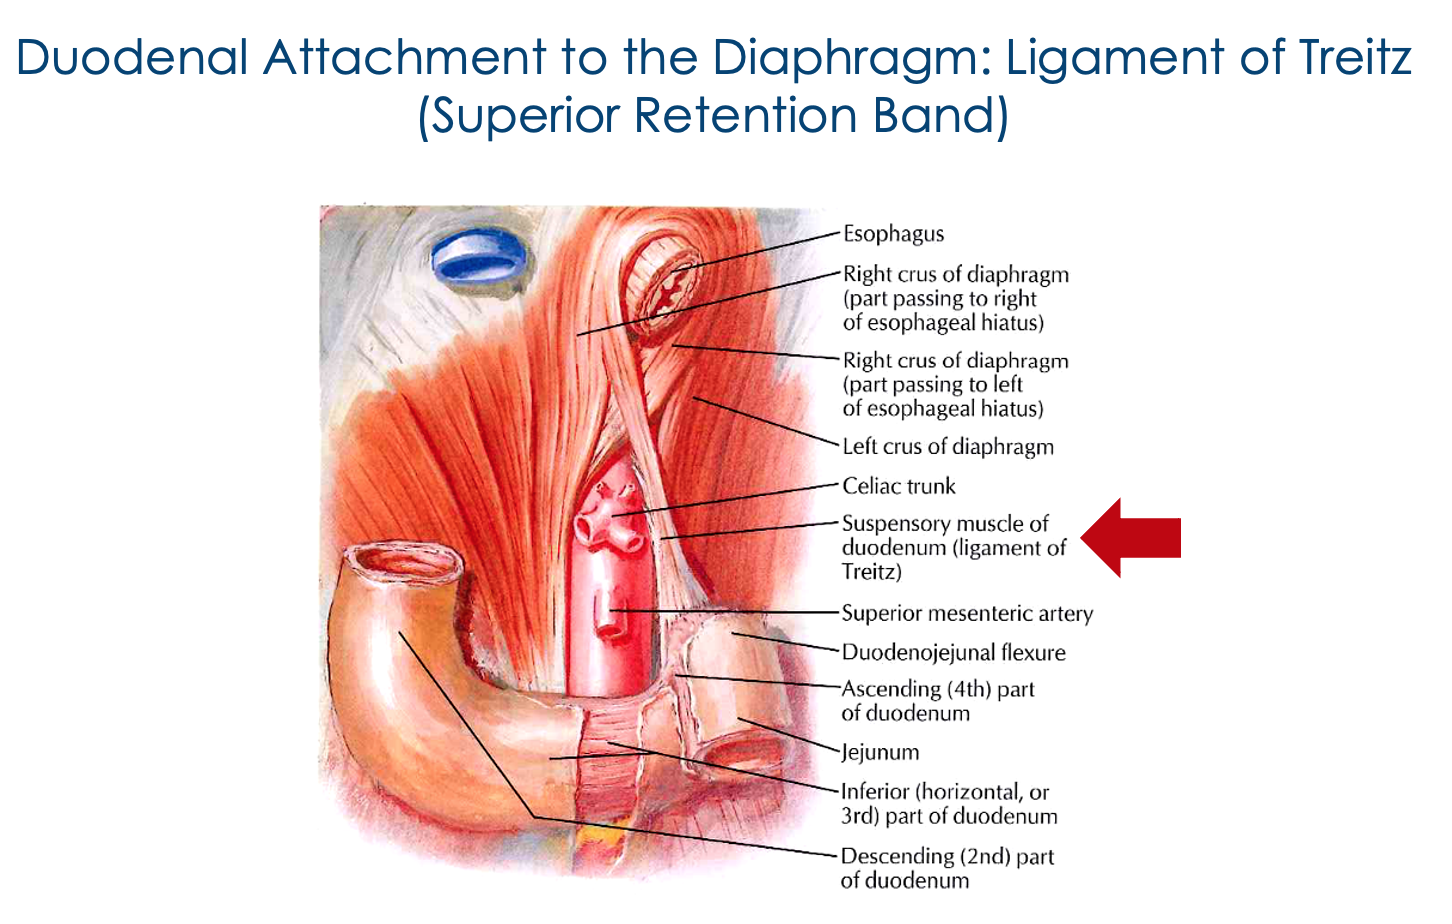 Duodenal Attachment to the Diaphragm: Ligament of Treitz
(Superior Retention Band)
Esophagus
Right crus of diaphragm
(part passing to right
of esophageal hiatus)
Right crus of diaphragm
(part passing to left
of esophageal hiatus)
Left crus of diaphragm
Celiac trunk
Suspensory muscle of
duodenum (ligament of
Treitz)
Superior mesenteric artery
Duodenojejunal flexure
Ascending (4th) part
of duodenum
Jejunum
Inferior (horizontal, or
3rd) part of duodenum
Descending (2nd) part
of duodenum